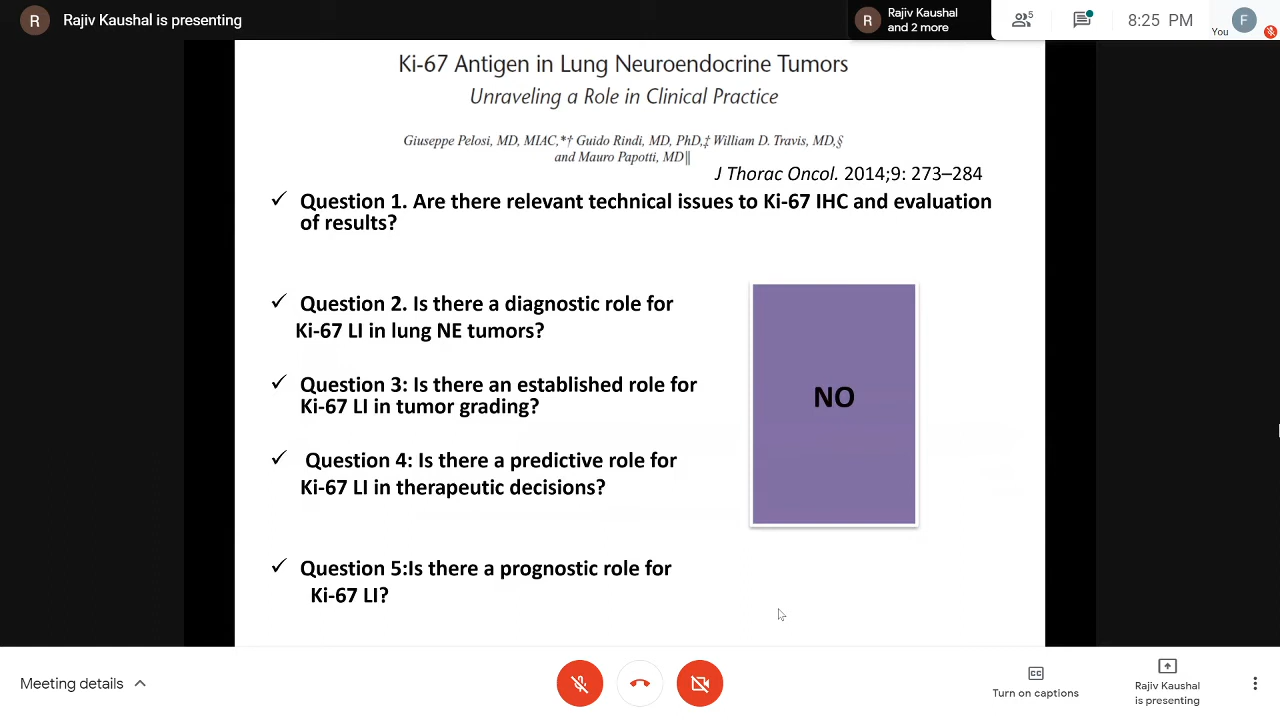 R
Rajiv Kaushal is presenting
R
Rajiv Kaushal
and 2 more
5
8:25 PM
You
F
Ki-67 Antigen in Lung Neuroendocrine Tumors
Unraveling a Role in Clinical Practice
Giuseppe Pelosi, MD, MIAC,*† Guido Rindi, MD, PhD,‡ William D. Travis, MD,§
and Mauro Papotti, MD||
J Thorac Oncol. 2014;9: 273–284
✓ Question 1. Are there relevant technical issues to Ki-67 IHC and evaluation
of results?
✓ Question 2. Is there a diagnostic role for
Ki-67 LI in lung NE tumors?
✓ Question 3: Is there an established role for
Ki-67 LI in tumor grading?
✓ Question 4: Is there a predictive role for
Ki-67 LI in therapeutic decisions?
NO
✓ Question 5:Is there a prognostic role for
Ki-67 LI?
Meeting details
CC
Turn on captions
Rajiv Kaushal
is presenting